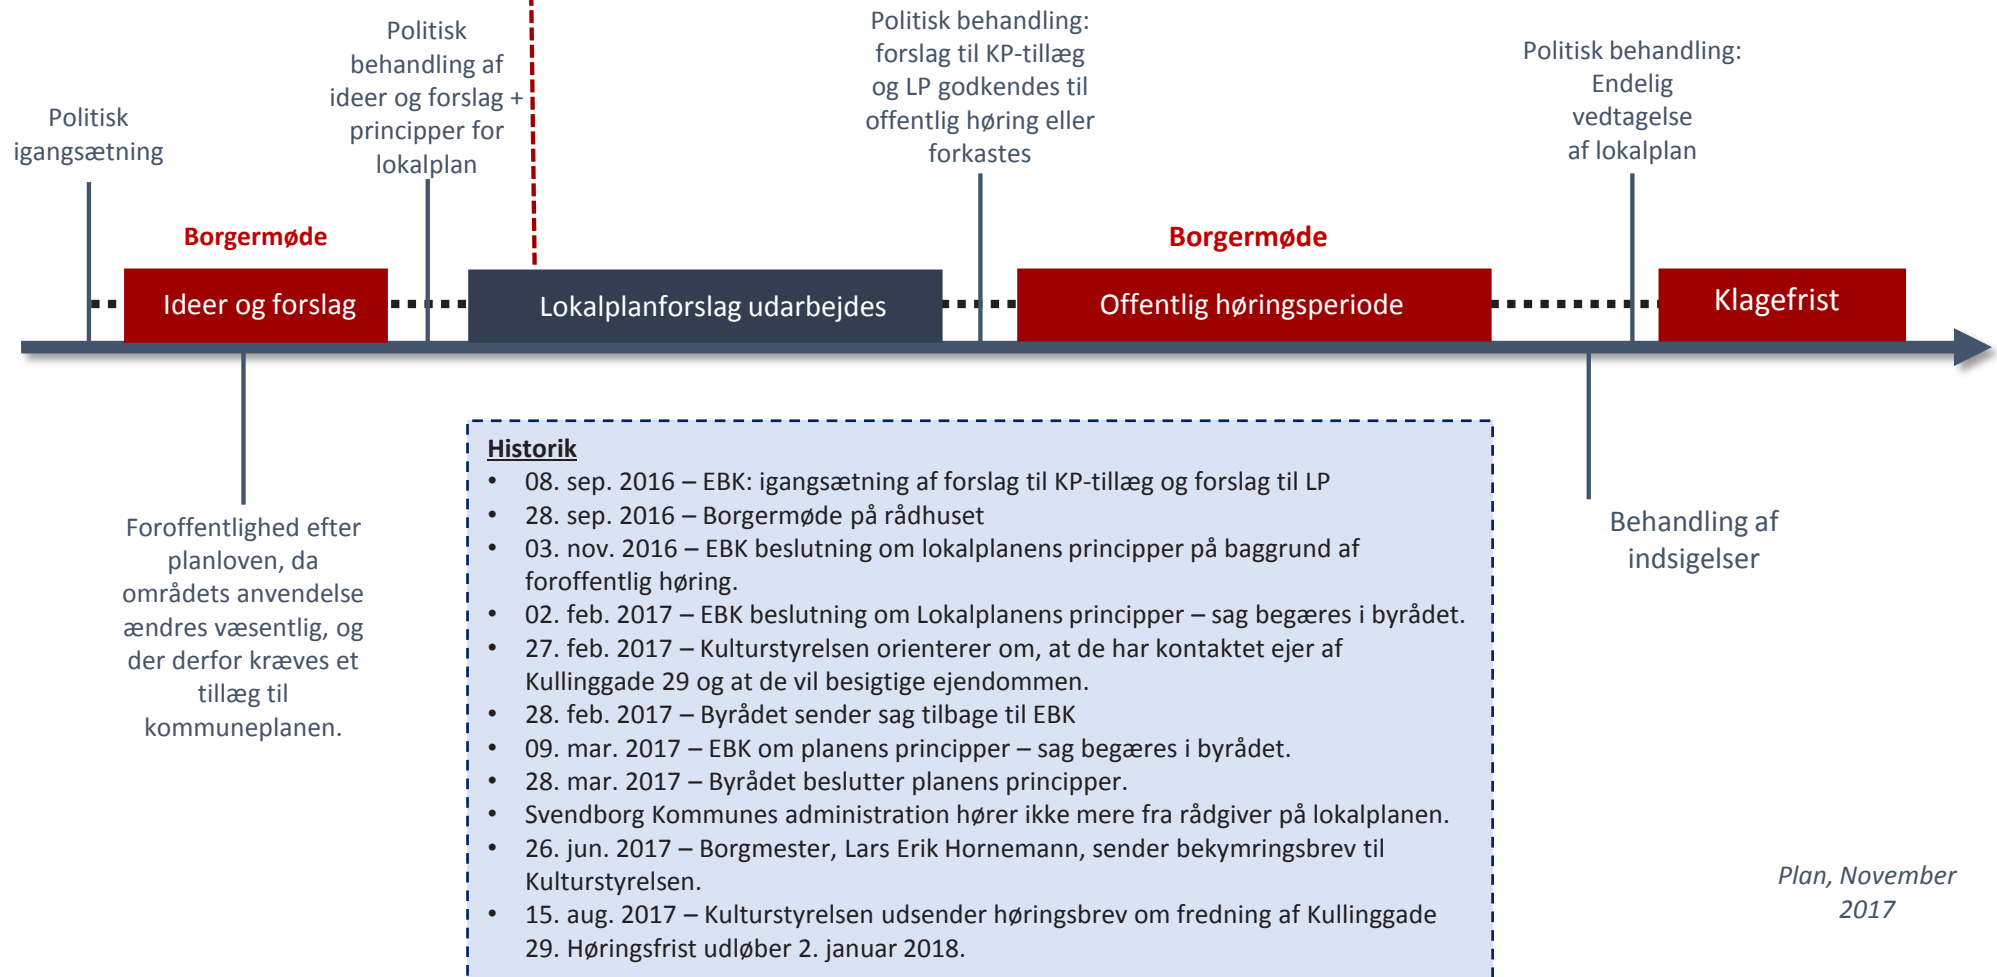 Politisk
igangsætning
Politisk
behandling af
ideer og forslag +
principper for
lokalplan
Politisk behandling:
forslag til KP-tillæg
og LP godkendes til
offentlig høring eller
forkastes
Politisk behandling:
Endelig
vedtagelse
af lokalplan
Borgermøde
Borgermøde
Ideer og forslag
Lokalplanforslag udarbejdes
Offentlig høringsperiode
Klagefrist
Foroffentlighed efter
planloven, da
områdets anvendelse
ændres væsentlig, og
der derfor kræves et
tillæg til
kommuneplanen.
Historik
• 08. sep. 2016 – EBK: igangsætning af forslag til KP-tillæg og forslag til LP
• 28. sep. 2016 – Borgermøde på rådhuset
• 03. nov. 2016 – EBK beslutning om lokalplanens principper på baggrund af
foroffentlig høring.
• 02. feb. 2017 – EBK beslutning om Lokalplanens principper – sag begæres i byrådet.
• 27. feb. 2017 – Kulturstyrelsen orienterer om, at de har kontaktet ejer af
Kullinggade 29 og at de vil besigtige ejendommen.
• 28. feb. 2017 – Byrådet sender sag tilbage til EBK
• 09. mar. 2017 – EBK om planens principper – sag begæres i byrådet.
• 28. mar. 2017 – Byrådet beslutter planens principper.
• Svendborg Kommunes administration hører ikke mere fra rådgiver på lokalplanen.
• 26. jun. 2017 – Borgmester, Lars Erik Hornemann, sender bekymringsbrev til
Kulturstyrelsen.
• 15. aug. 2017 – Kulturstyrelsen udsender høringsbrev om fredning af Kullinggade
29. Høringsfrist udløber 2. januar 2018.
Behandling af
indsigelser
Plan, November
2017